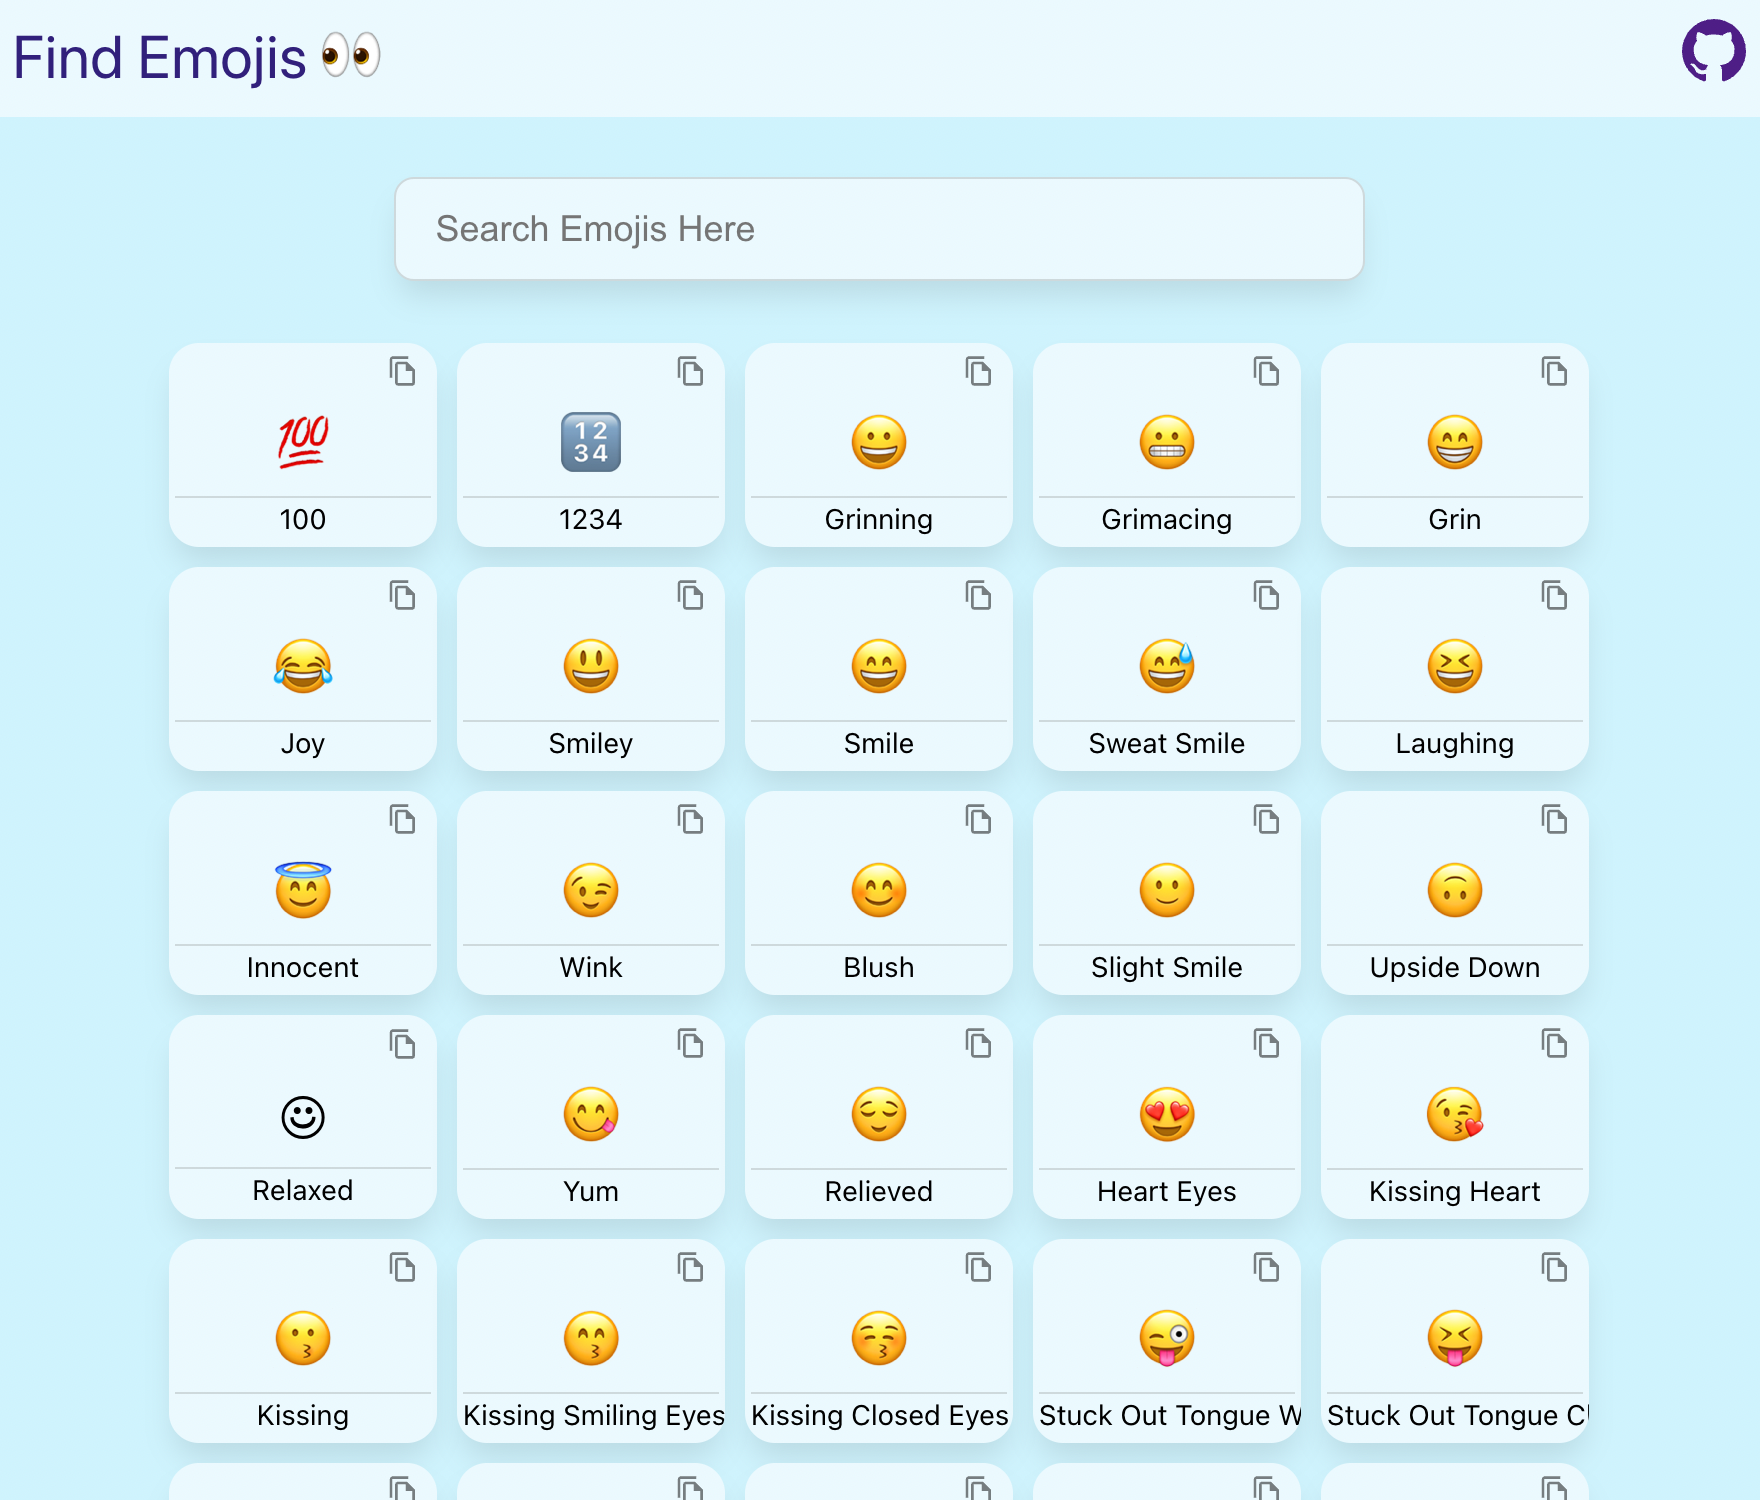 Find Emojis 👀
Search Emojis Here
100
1234
Grinning
Grimacing
Grin
Joy
Smiley
Smile
Sweat Smile
Laughing
Innocent
Wink
Blush
Slight Smile
Upside Down
Relaxed
Yum
Relieved
Heart Eyes
Kissing Heart
Kissing
Kissing Smiling Eyes
Kissing Closed Eyes
Stuck Out Tongue W
Stuck Out Tongue Cl